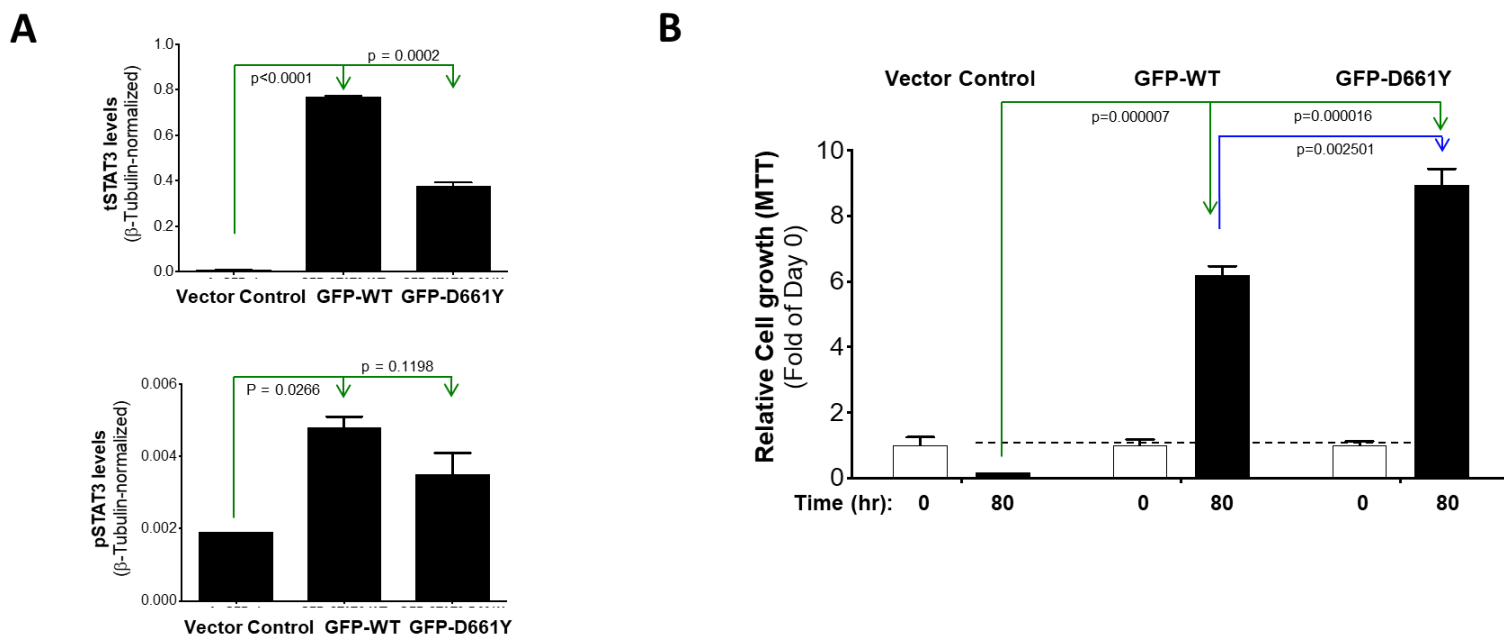 A
tSTAT3 levels
(β-Tubulin-normalized)
1.0
0.8
0.6
0.4
0.2
0.0
p<0.0001
p = 0.0002
Vector Control GFP-WT GFP-D661Y
pSTAT3 levels
(β-Tubulin-normalized)
0.006
0.004
0.002
0.000
P = 0.0266
p = 0.1198
Vector Control GFP-WT GFP-D661Y
B
Vector Control GFP-WT GFP-D661Y
p=0.000007
p=0.000016
p=0.002501
Relative Cell growth (MTT)
(Fold of Day 0)
10
8
6
4
2
0
Time (hr): 0 80 0 80 0 80